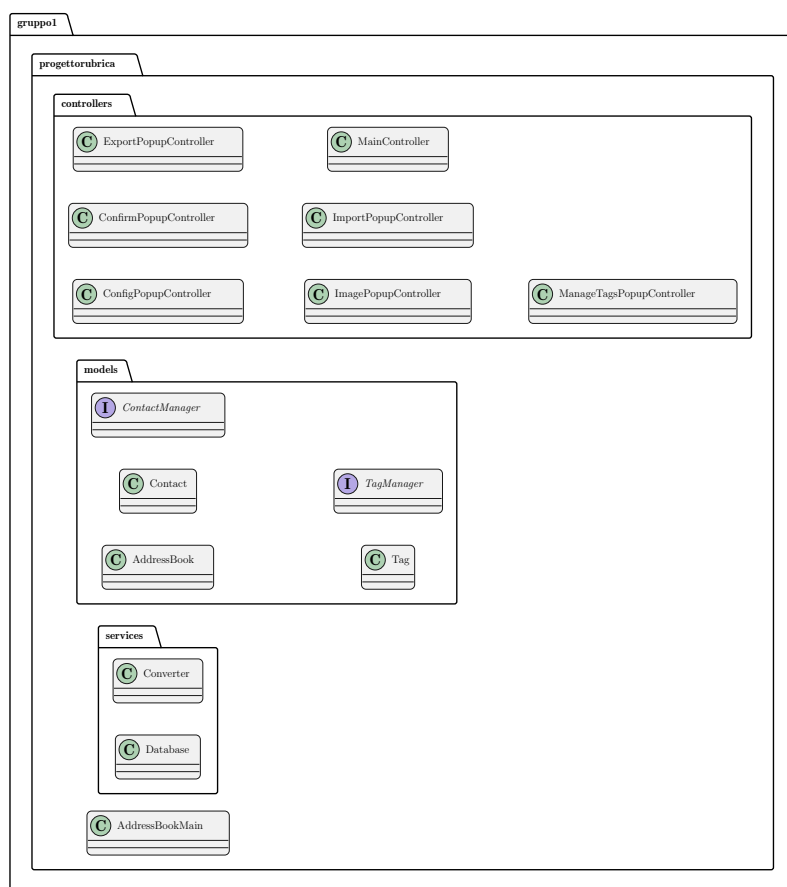 gruppo1
progettorubrica
controllers
C ExportPopupController
C MainController
C ConfirmPopupController
C ImportPopupController
C ConfigPopupController
C ImagePopupController
C ManageTagsPopupController
models
I ContactManager
C Contact
I TagManager
C AddressBook
C Tag
services
C Converter
C Database
C AddressBookMain